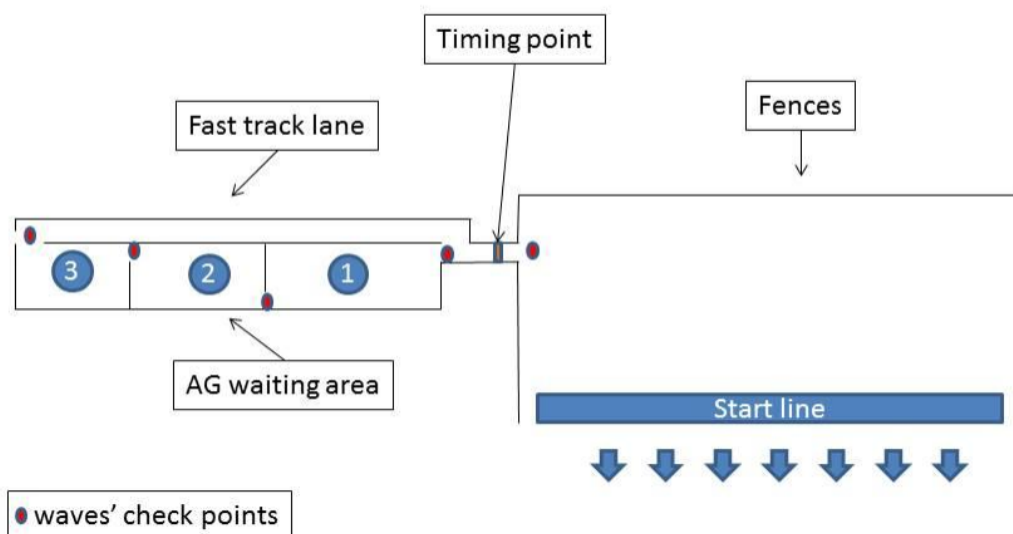 Timing point
Fences
Fast track lane
3
2
1
AG waiting area
Start line
waves' check points